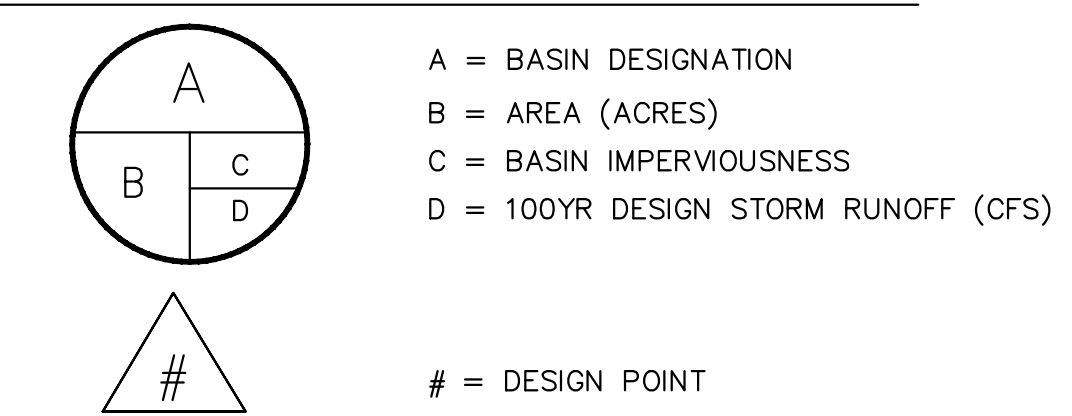 A
B
C
D
A = BASIN DESIGNATION
B = AREA (ACRES)
C = BASIN IMPERVIOUSNESS
D = 100YR DESIGN STORM RUNOFF (CFS)
#
# = DESIGN POINT